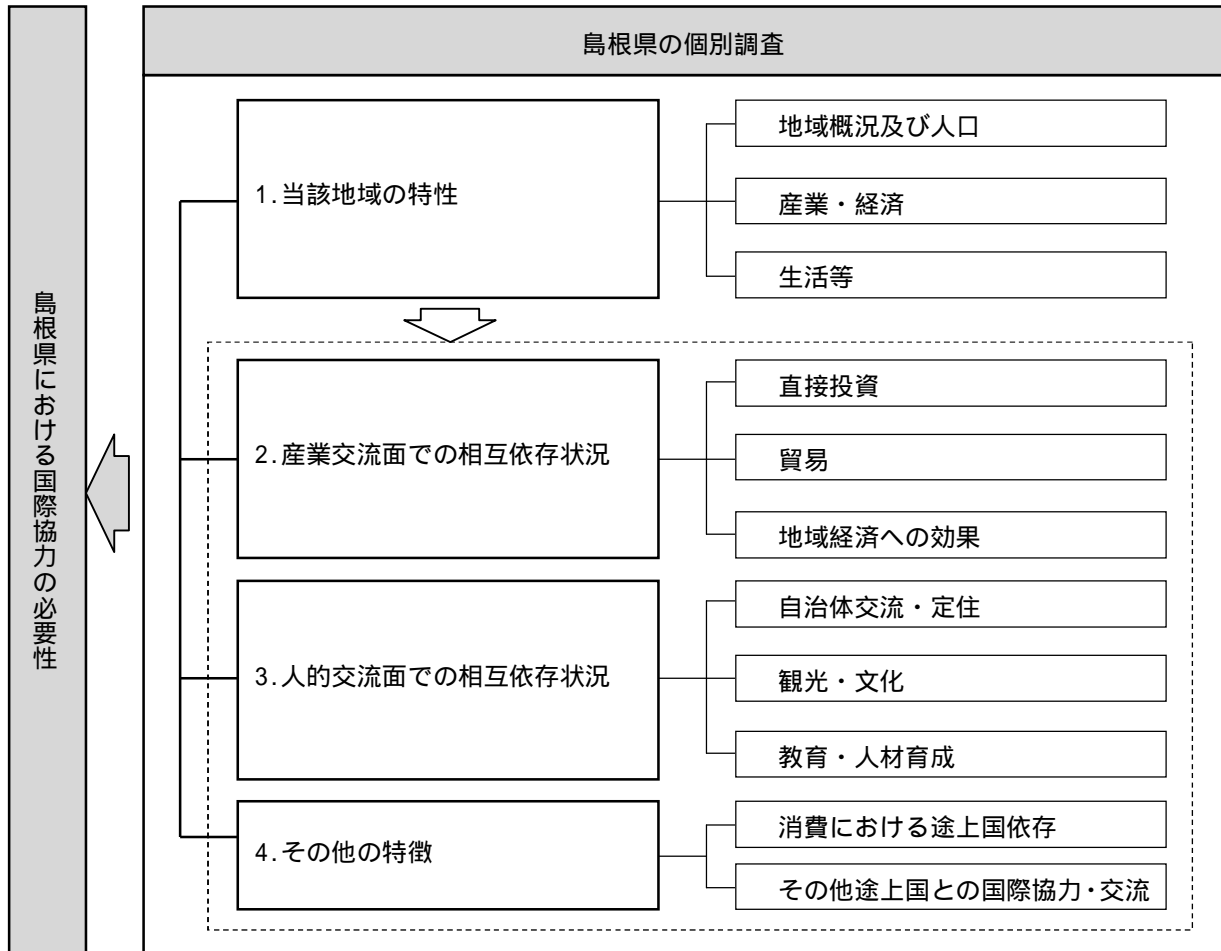 島根県における国際協力の必要性
島根県の個別調査
1.当該地域の特性
地域概況及び人口
産業・経済
生活等
2.産業交流面での相互依存状況
直接投資
貿易
地域経済への効果
3.人的交流面での相互依存状況
自治体交流・定住
観光・文化
教育・人材育成
4.その他の特徴
消費における途上国依存
その他途上国との国際協力・交流